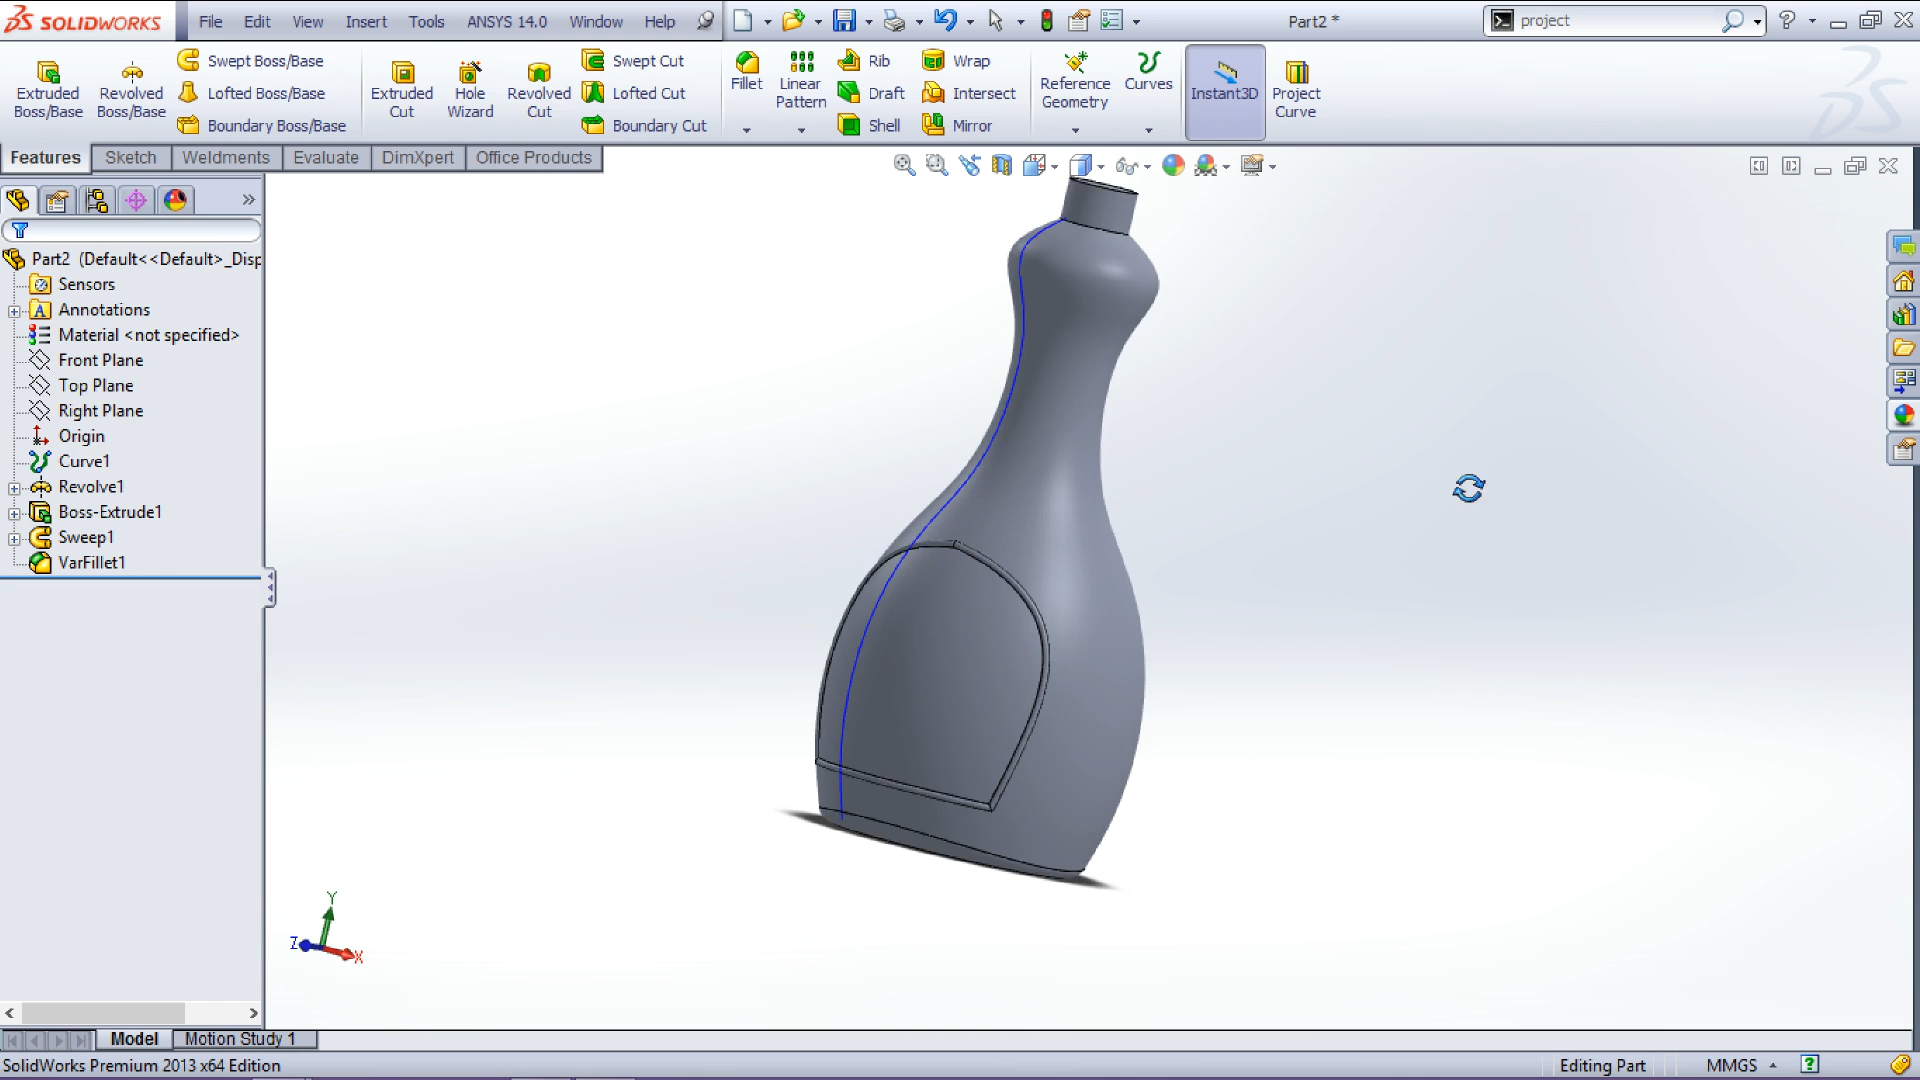 SOLIDWORKS File Edit View Insert Tools ANSYS 14.0 Window Help Part2 * project
Extruded Boss/Base
Revolved Boss/Base
Swept Boss/Base
Lofted Boss/Base
Boundary Boss/Base
Extruded Cut
Hole Wizard
Revolved Cut
Swept Cut
Lofted Cut
Boundary Cut
Fillet
Linear Pattern
Rib
Draft
Shell
Wrap
Intersect
Mirror
Reference Geometry
Curves
Instant3D
Project Curve
Features Sketch Weldments Evaluate DimXpert Office Products
Part2 (Default<<Default>_Disp
Sensors
Annotations
Material <not specified>
Front Plane
Top Plane
Right Plane
Origin
Curve1
Revolve1
Boss-Extrude1
Sweep1
VarFillet1
Y
Z
X
Model Motion Study 1
SolidWorks Premium 2013 x64 Edition Editing Part MMGS